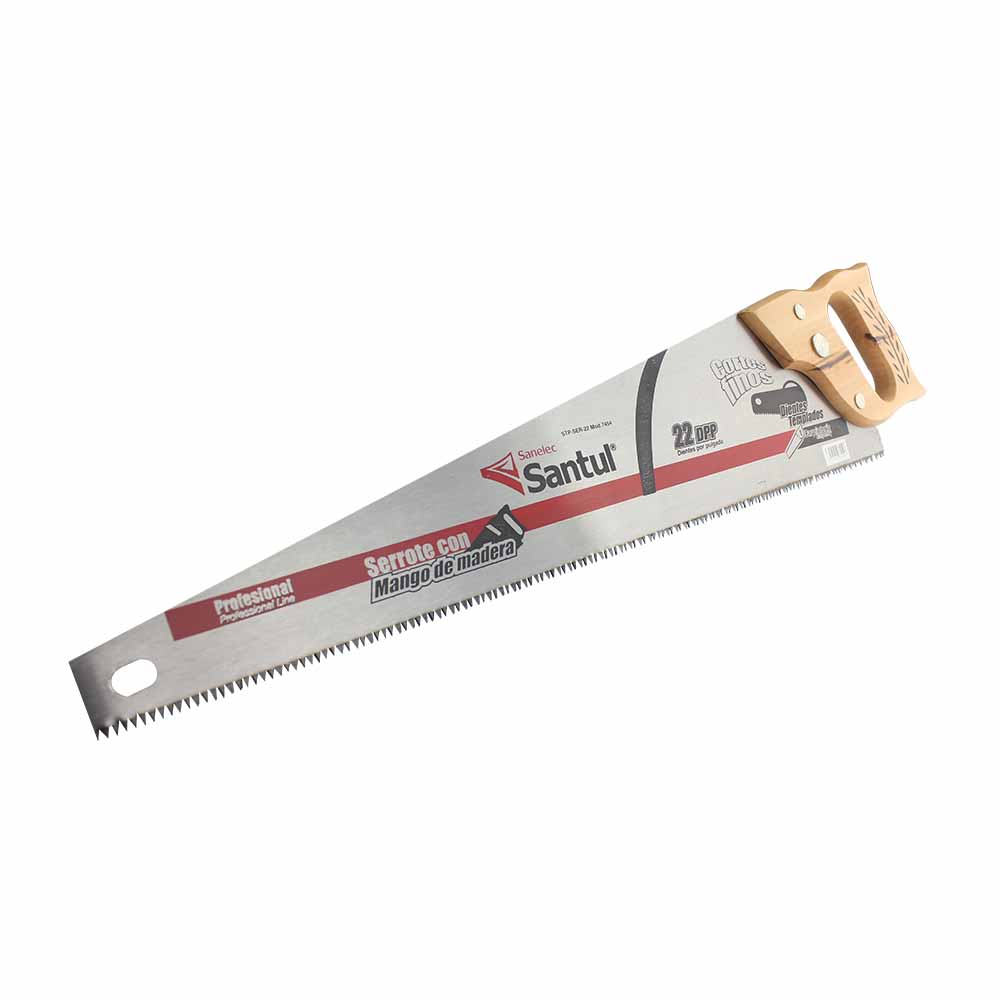 Cortes
finos
Dientes
Templados
22 DPP
Dientes por pulgada
STP-SER-22 Mod.7454
Sanelec
Santul®
Serrote con
Mango de madera
Profesional
Professional Line